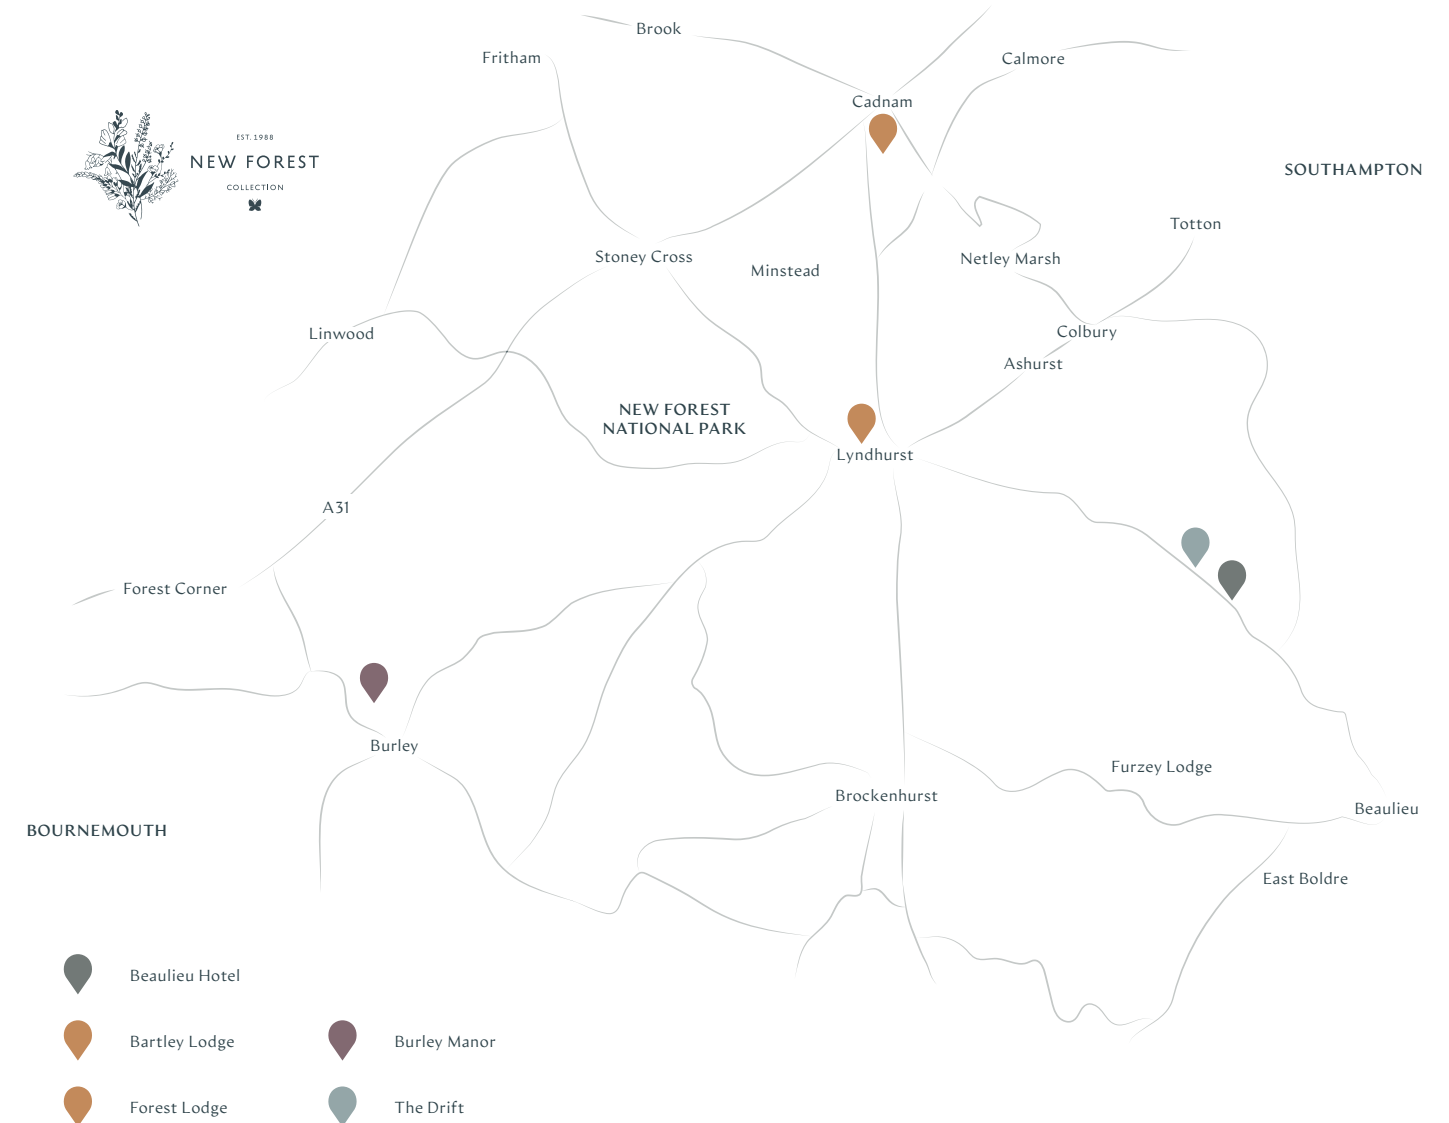 Brook
Fritham
Calmore
Cadnam
EST. 1988
NEW FOREST
COLLECTION
SOUTHAMPTON
Totton
Stoney Cross
Minstead
Netley Marsh
Linwood
Colbury
Ashurst
NEW FOREST
NATIONAL PARK
Lyndhurst
A31
Forest Corner
Burley
Furzey Lodge
Brockenhurst
Beaulieu
BOURNEMOUTH
East Boldre
Beaulieu Hotel
Bartley Lodge
Burley Manor
Forest Lodge
The Drift